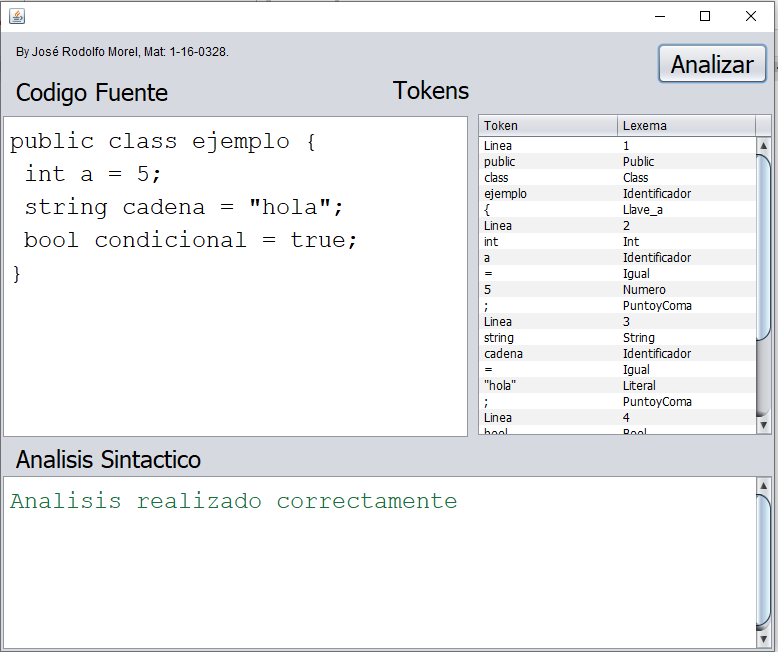 By José Rodolfo Morel, Mat: 1-16-0328.
Analizar
Codigo Fuente
Tokens
public class ejemplo {
int a = 5;
string cadena = "hola";
bool condicional = true;
}
Token Lexema
Linea 1
public Public
class Class
ejemplo Identificador
{ Llave_a
Linea 2
int Int
a Identificador
= Igual
5 Numero
; PuntoyComa
Linea 3
string String
cadena Identificador
= Igual
"hola" Literal
; PuntoyComa
Linea 4
bool Bool
Analisis Sintactico
Analisis realizado correctamente